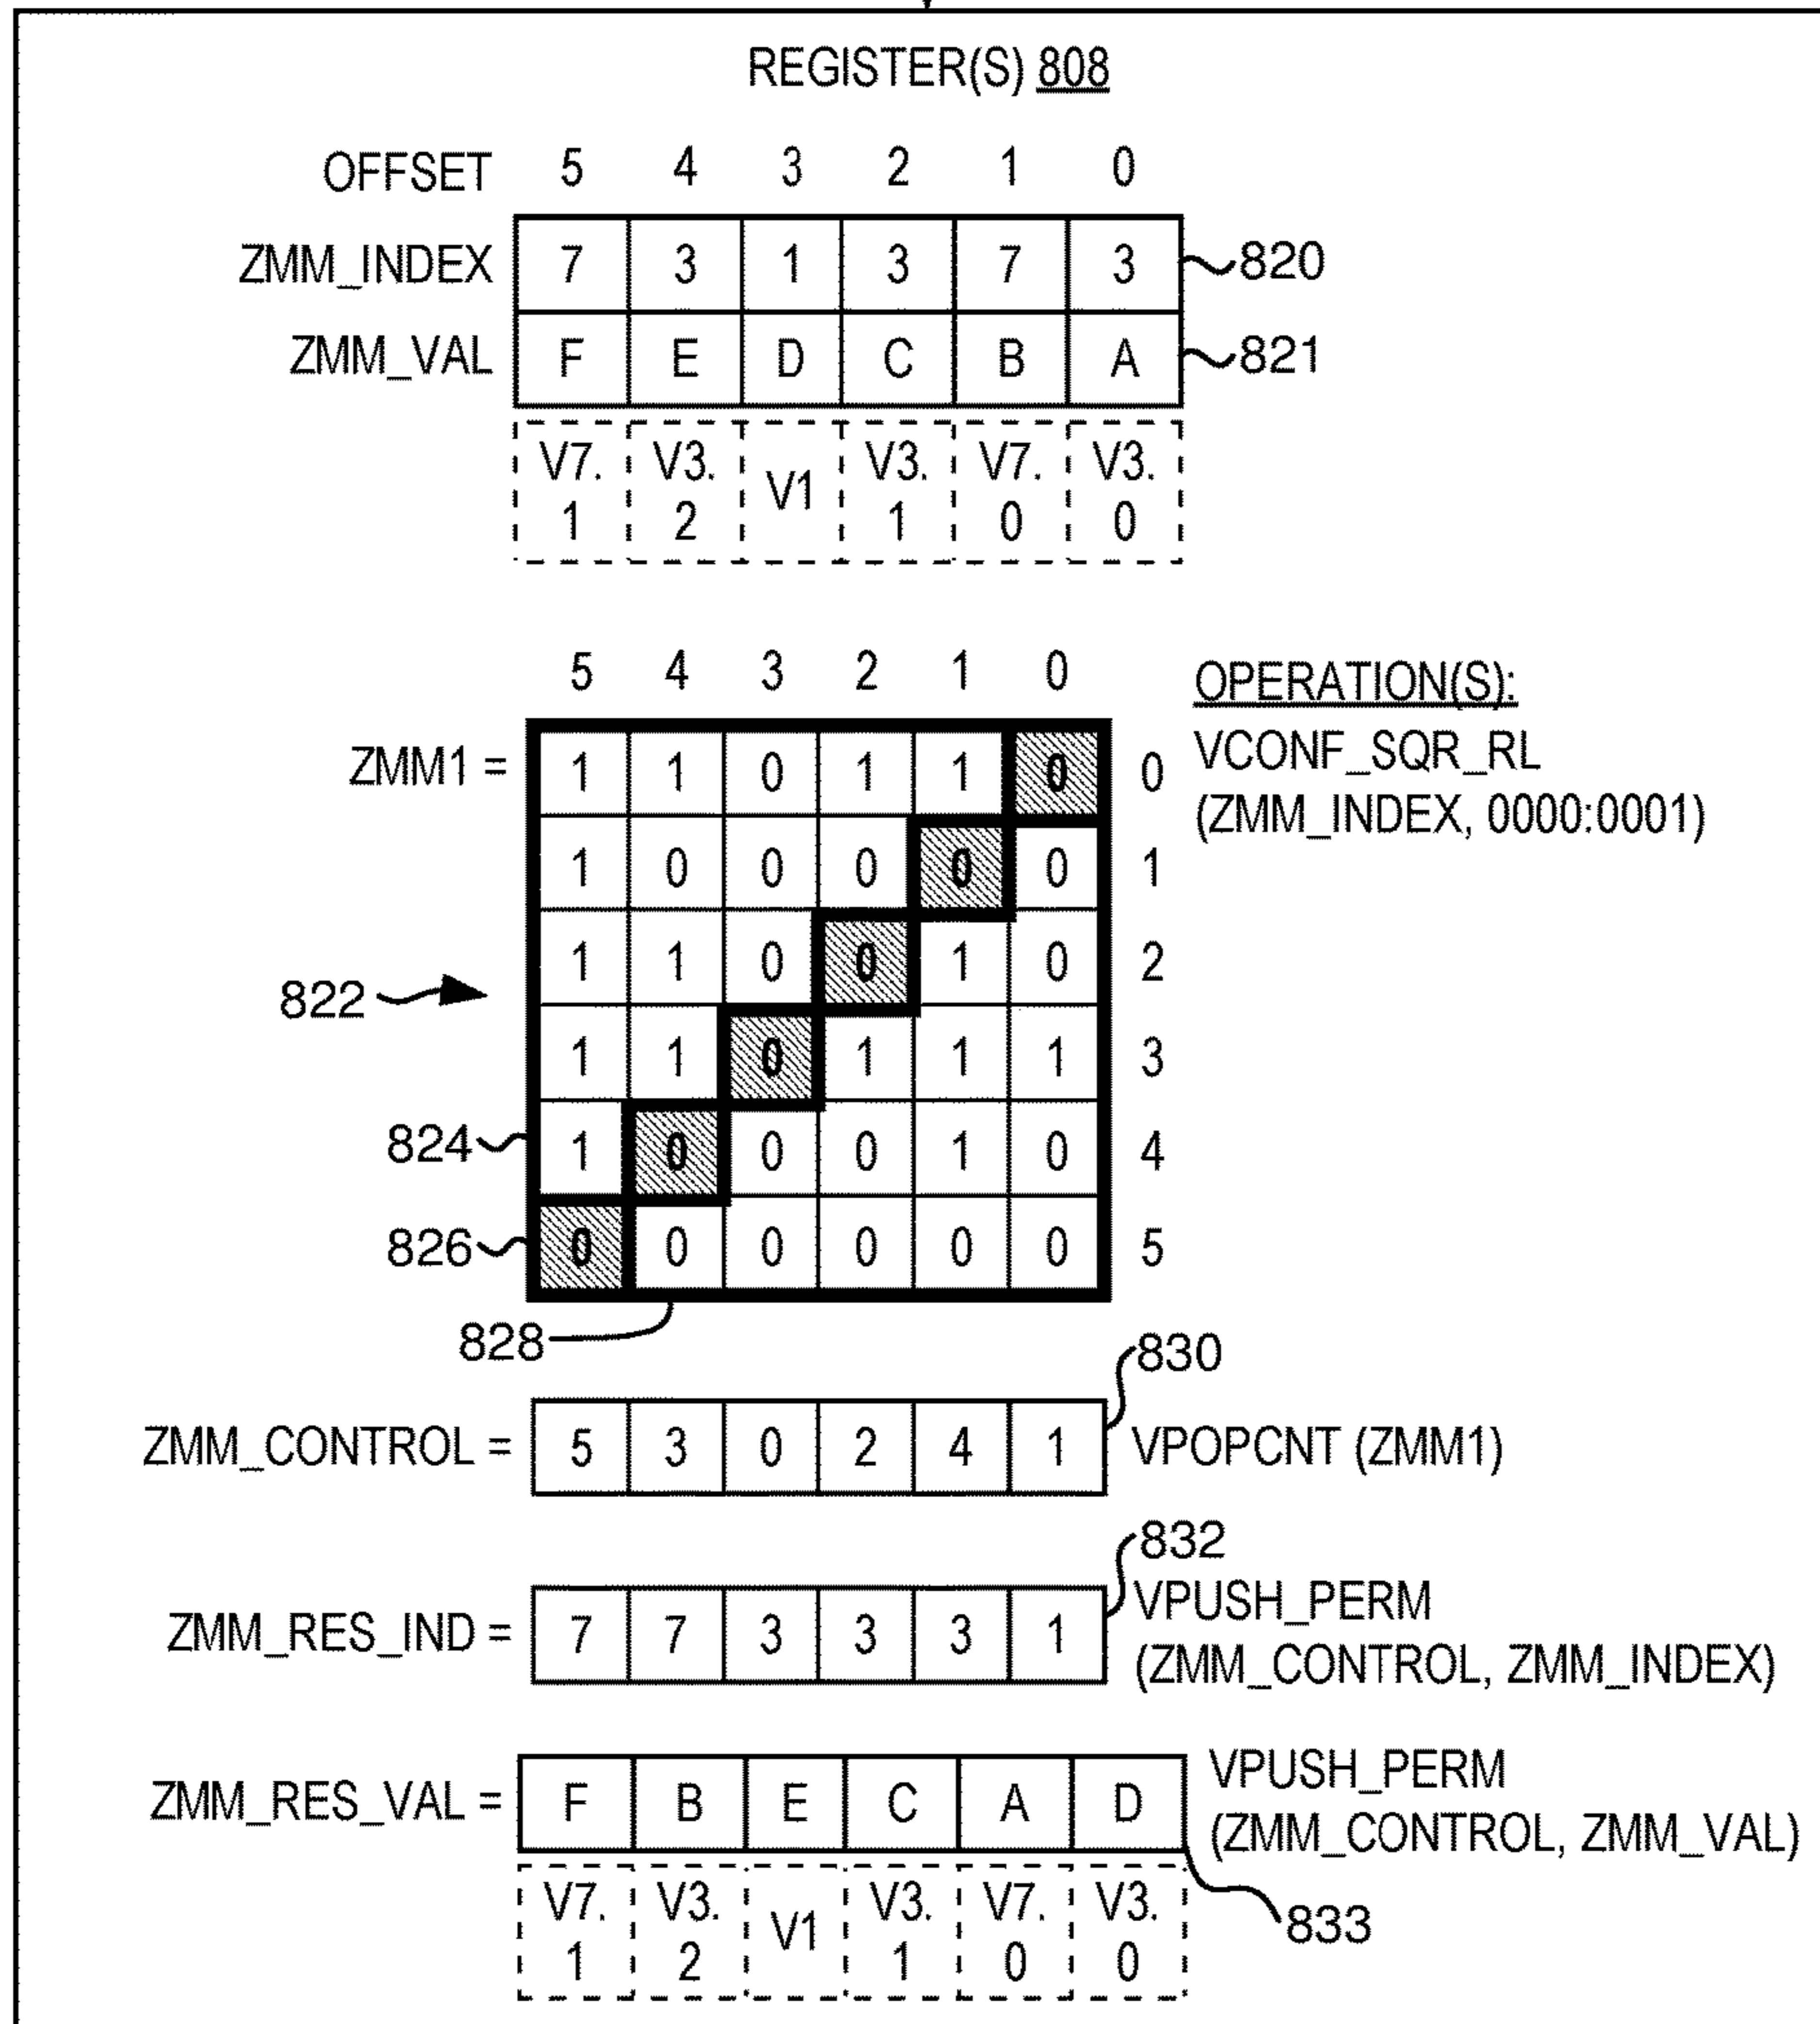 REGISTER(S) 808
OFFSET 5 4 3 2 1 0
ZMM_INDEX 7 3 1 3 7 3 820
ZMM_VAL F E D C B A 821
V7. V3. V1 V3. V7. V3.
1 2 1 0 0
5 4 3 2 1 0 OPERATION(S):
ZMM1 = 1 1 0 1 1 0 0 VCONF_SQR_RL
(ZMM_INDEX, 0000:0001)
1 0 0 0 0 0 1
822 1 1 0 0 1 0 2
1 1 0 1 1 1 3
824 1 0 0 0 1 0 4
826 0 0 0 0 0 0 5
828
830
ZMM_CONTROL = 5 3 0 2 4 1 VPOPCNT (ZMM1)
832
ZMM_RES_IND = 7 7 3 3 3 1 VPUSH_PERM
(ZMM_CONTROL, ZMM_INDEX)
ZMM_RES_VAL = F B E C A D VPUSH_PERM
(ZMM_CONTROL, ZMM_VAL)
V7. V3. V1 V3. V7. V3.
1 2 1 0 0
833